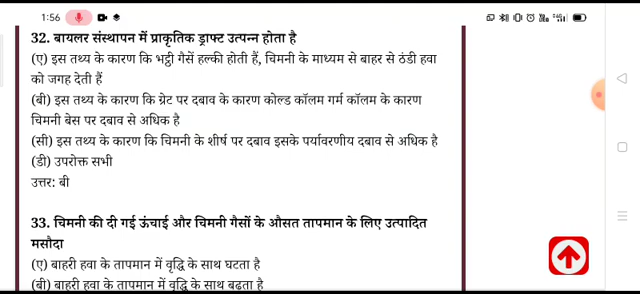 1:56
32. बायलर संस्थापन में प्राकृतिक ड्राफ्ट उत्पन्न होता है
(ए) इस तथ्य के कारण कि भट्ठी गैसें हल्की होती हैं, चिमनी के माध्यम से बाहर से ठंडी हवा
को जगह देती हैं
(बी) इस तथ्य के कारण कि ग्रेट पर दबाव के कारण कोल्ड कॉलम गर्म कॉलम के कारण
चिमनी बेस पर दबाव से अधिक है
(सी) इस तथ्य के कारण कि चिमनी के शीर्ष पर दबाव इसके पर्यावरणीय दबाव से अधिक है
(डी) उपरोक्त सभी
उत्तर: बी
33. चिमनी की दी गई ऊंचाई और चिमनी गैसों के औसत तापमान के लिए उत्पादित
मसौदा
(ए) बाहरी हवा के तापमान में वृद्धि के साथ घटता है
(बी) बाहरी हवा के तापमान में वृद्धि के साथ बढ़ता है